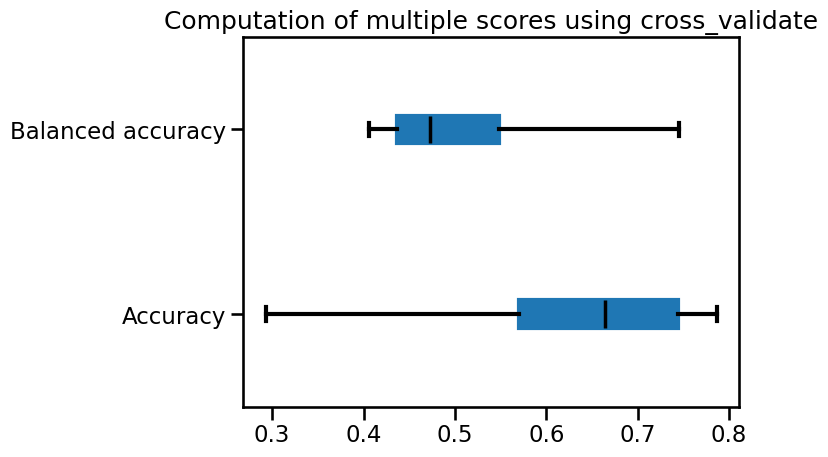 Computation of multiple scores using cross_validate
Balanced accuracy
Accuracy
0.3 0.4 0.5 0.6 0.7 0.8